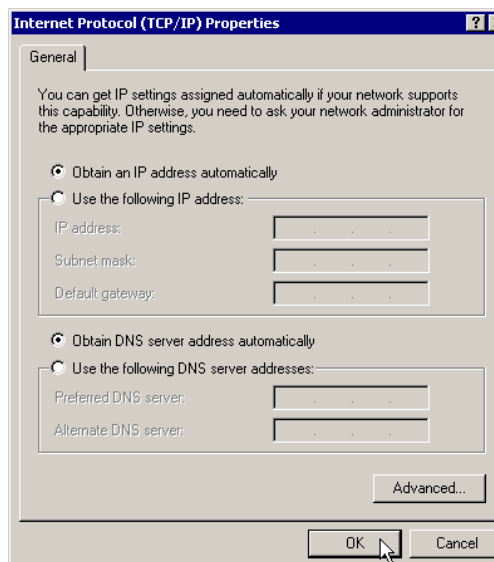 Internet Protocol (TCP/IP) Properties
?
General
You can get IP settings assigned automatically if your network supports
this capability. Otherwise, you need to ask your network administrator for
the appropriate IP settings.
Obtain an IP address automatically
Use the following IP address:
IP address:
Subnet mask:
Default gateway:
Obtain DNS server address automatically
Use the following DNS server addresses:
Preferred DNS server:
Alternate DNS server:
Advanced...
OK
Cancel